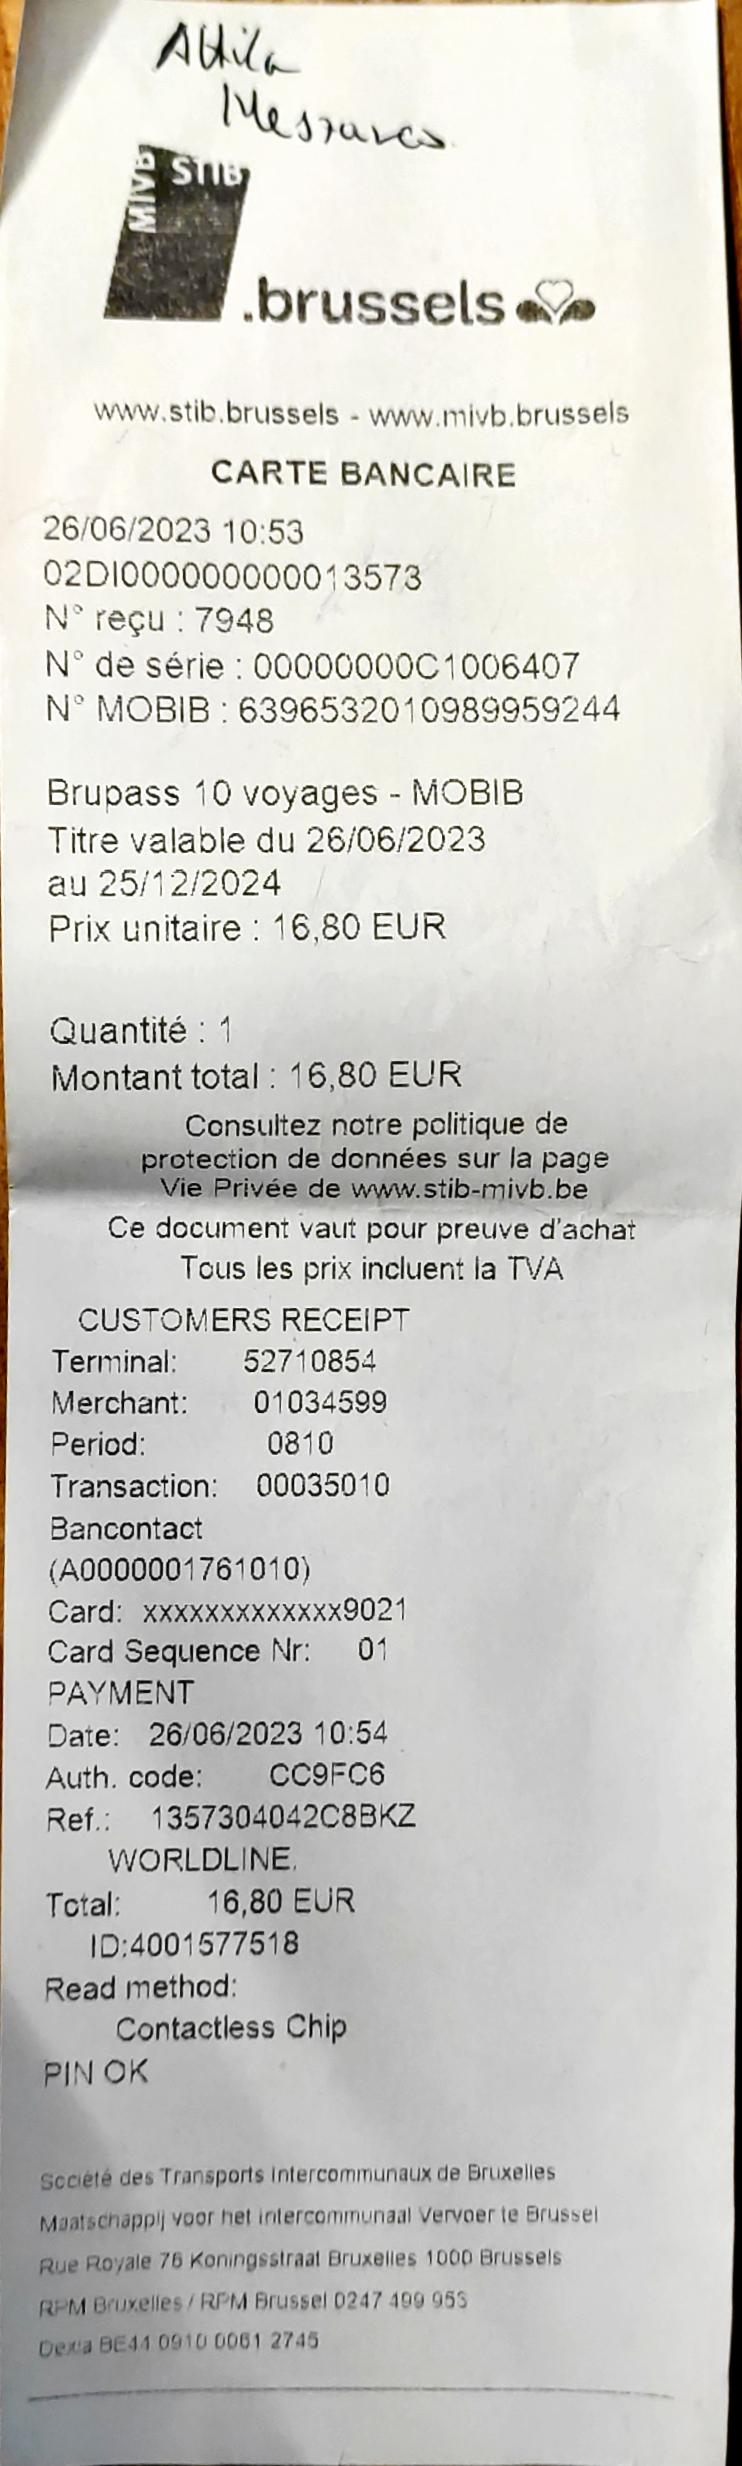 Attila
MIVB STIB
.brussels
www.stib.brussels - www.mivb.brussels
CARTE BANCAIRE
26/06/2023 10:53
02DI000000000013573
N° reçu : 7948
N° de série : 00000000C1006407
N° MOBIB : 6396532010989959244
Brupass 10 voyages - MOBIB
Titre valable du 26/06/2023
au 25/12/2024
Prix unitaire : 16,80 EUR
Quantité : 1
Montant total : 16,80 EUR
Consultez notre politique de
protection de données sur la page
Vie Privée de www.stib-mivb.be
Ce document vaut pour preuve d'achat
Tous les prix incluent la TVA
CUSTOMERS RECEIPT
Terminal: 52710854
Merchant: 01034599
Period: 0810
Transaction: 00035010
Bancontact
(A0000001761010)
Card: xxxxxxxxxxxxx9021
Card Sequence Nr: 01
PAYMENT
Date: 26/06/2023 10:54
Auth. code: CC9FC6
Ref.: 1357304042C8BKZ
WORLDLINE.
Total: 16,80 EUR
ID:4001577518
Read method:
Contactless Chip
PIN OK
Société des Transports Intercommunaux de Bruxelles
Maatschappij voor het intercommunaal Vervoer te Brussel
Rue Royale 76 Koningsstraat Bruxelles 1000 Brussels
RPM Bruxelles / RPM Brussel 0247 499 953
Dexia BE44 0910 0061 2745